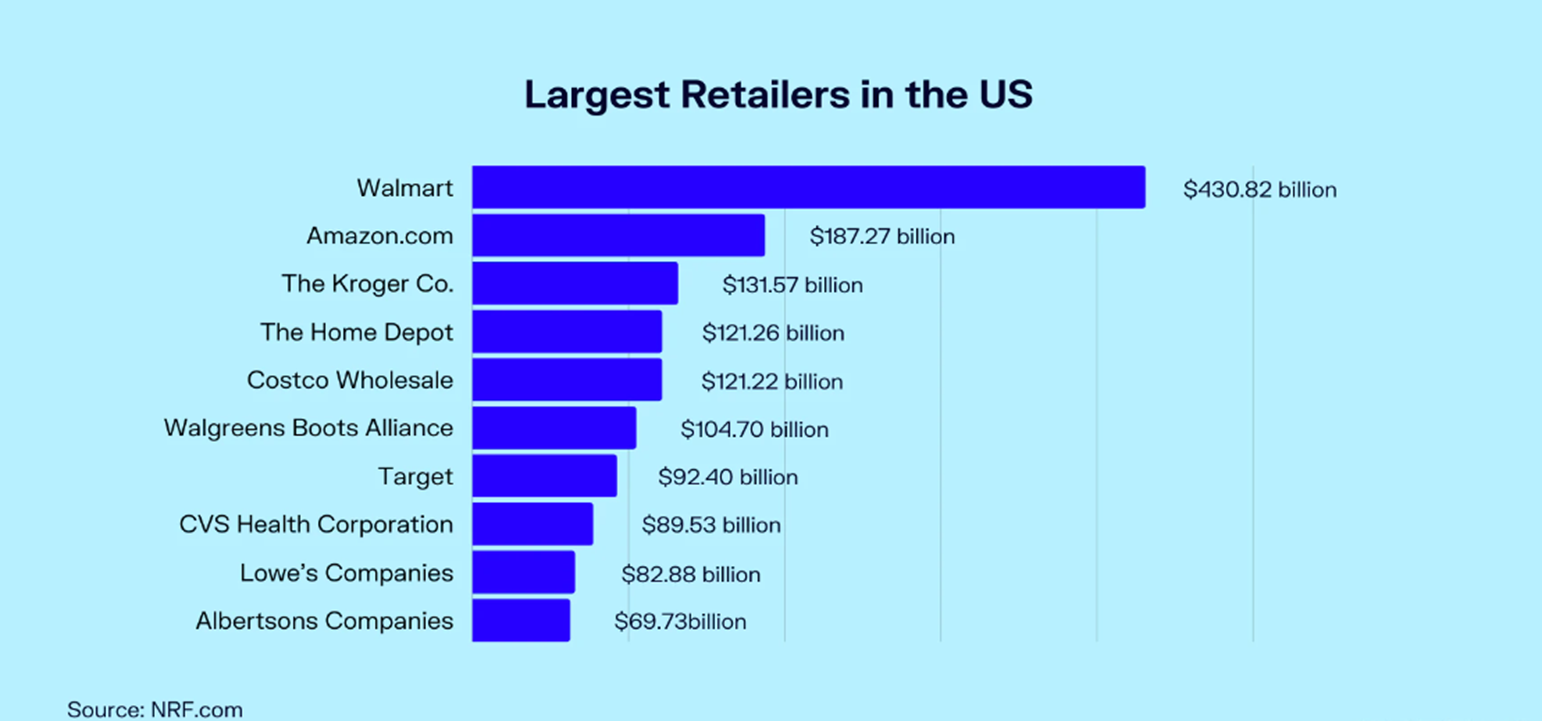 Largest Retailers in the US
Walmart $430.82 billion
Amazon.com $187.27 billion
The Kroger Co. $131.57 billion
The Home Depot $121.26 billion
Costco Wholesale $121.22 billion
Walgreens Boots Alliance $104.70 billion
Target $92.40 billion
CVS Health Corporation $89.53 billion
Lowe’s Companies $82.88 billion
Albertsons Companies $69.73billion
Source: NRF.com